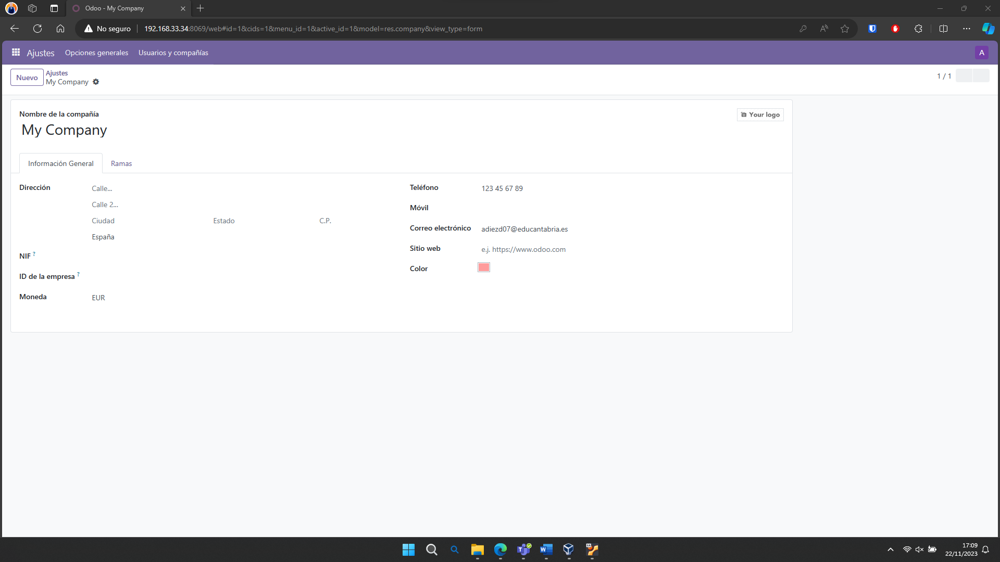 Odoo - My Company
No seguro
192.168.33.34:8069/web#id=1&cids=1&menu_id=1&active_id=1&model=res.company&view_type=form
Ajustes
Opciones generales
Usuarios y compañías
A
Nuevo
Ajustes
My Company
1 / 1
Nombre de la compañía
My Company
Your logo
Información General
Ramas
Dirección
Calle...
Calle 2...
Ciudad
Estado
C.P.
España
NIF ?
ID de la empresa ?
Moneda
EUR
Teléfono
123 45 67 89
Móvil
Correo electrónico
adiezd07@educantabria.es
Sitio web
e.j. https://www.odoo.com
Color
17:09
22/11/2023